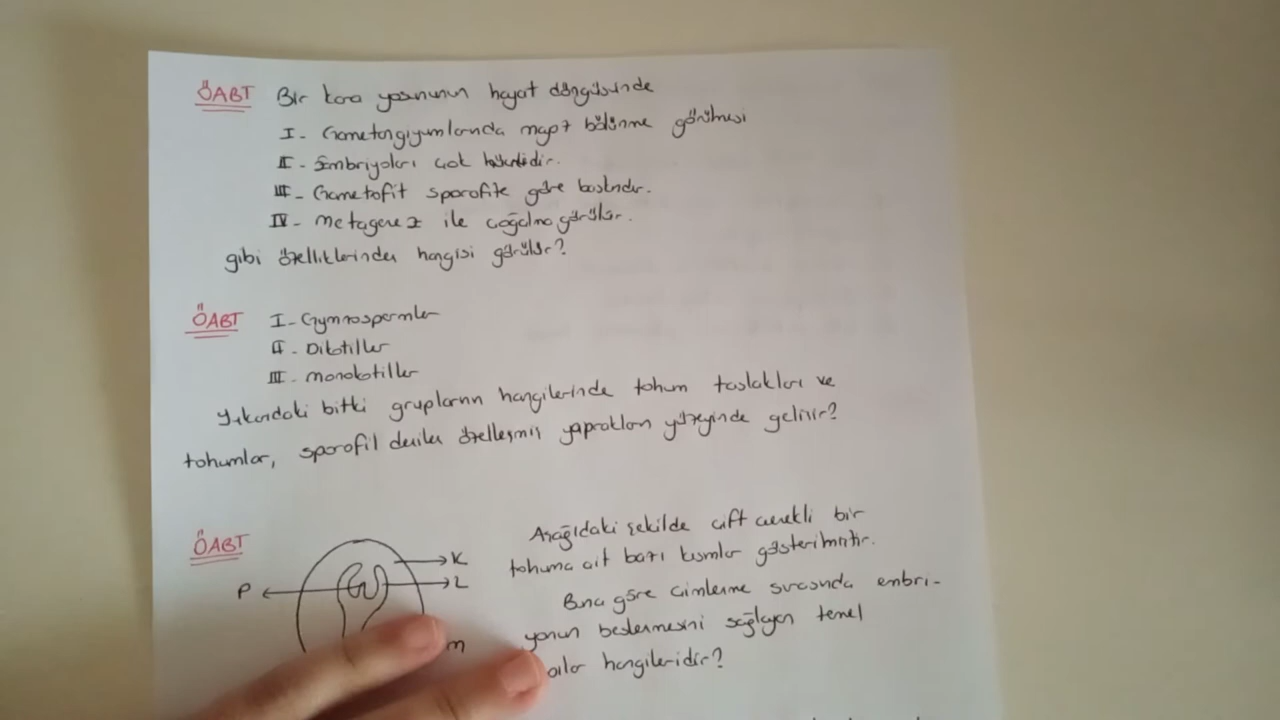 ÖABT Bir kara yosununun hayat döngüsünde
I - Gametangiyumlarında mayoz bölünme görülmesi
II - Embriyoları çok hücrelidir.
III - Gametofit sporofite göre baskındır.
IV - metagenez ile çoğalma görülür.
gibi özelliklerinden hangisi görülür?
ÖABT I - Gymnospermler
II - Dikotiller
III - monokotiller
Yukarıdaki bitki gruplarının hangilerinde tohum taslakları ve
tohumlar, sporofil denilen özelleşmiş yaprakların yüzeyinde gelişir?
ÖABT
Aşağıdaki şekilde çift çenekli bir
tohuma ait bazı kısımlar gösterilmiştir.
Buna göre çimlenme sırasında embri-
yonun beslenmesini sağlayan temel
hangileridir?
P
K
L
m